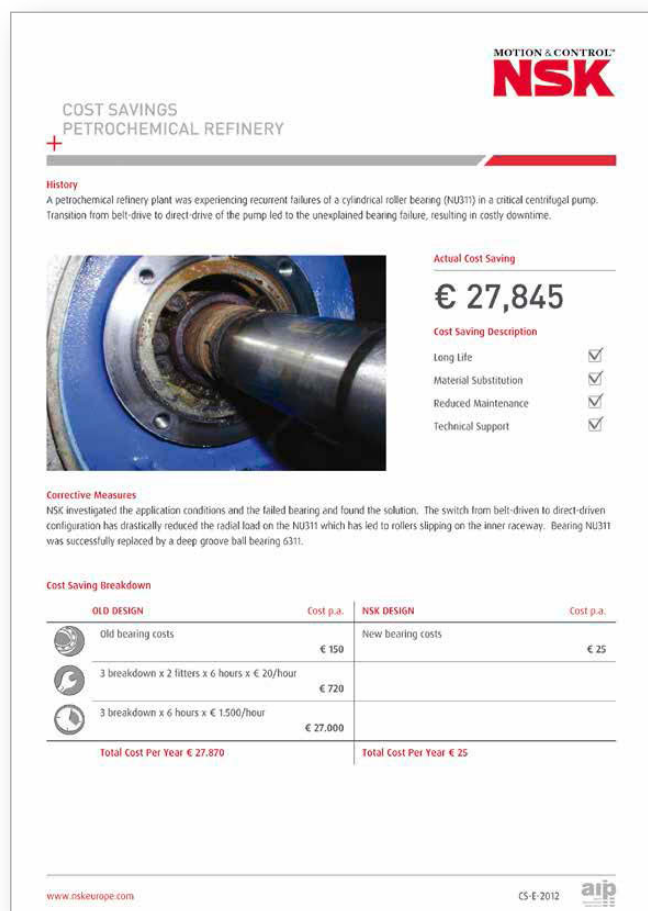 MOTION & CONTROL™
NSK
COST SAVINGS
PETROCHEMICAL REFINERY
History
A petrochemical refinery plant was experiencing recurrent failures of a cylindrical roller bearing (NU311) in a critical centrifugal pump.
Transition from belt-drive to direct-drive of the pump led to the unexplained bearing failure, resulting in costly downtime.
Actual Cost Saving
€ 27,845
Cost Saving Description
Long Life
Material Substitution
Reduced Maintenance
Technical Support
Corrective Measures
NSK investigated the application conditions and the failed bearing and found the solution. The switch from belt-driven to direct-driven
configuration has drastically reduced the radial load on the NU311 which has led to rollers slipping on the inner raceway. Bearing NU311
was successfully replaced by a deep groove ball bearing 6311.
Cost Saving Breakdown
OLD DESIGN Cost p.a. NSK DESIGN Cost p.a.
Old bearing costs New bearing costs
€ 150 € 25
3 breakdown x 2 fitters x 6 hours x € 20/hour
€ 720
3 breakdown x 6 hours x € 1.500/hour
€ 27.000
Total Cost Per Year € 27.870 Total Cost Per Year € 25
www.nskeurope.com CS-E-2012 aip